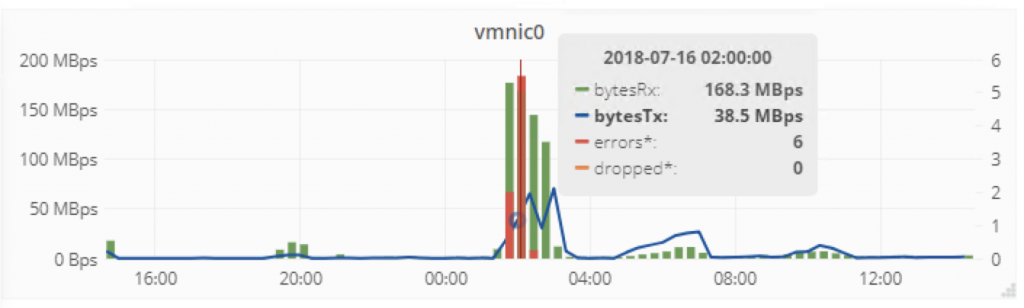 vmnic0
2018-07-16 02:00:00
bytesRx: 168.3 MBps
bytesTx: 38.5 MBps
errors*: 6
dropped*: 0
200 MBps
150 MBps
100 MBps
50 MBps
0 Bps
6
5
4
3
2
1
0
16:00 20:00 00:00 04:00 08:00 12:00